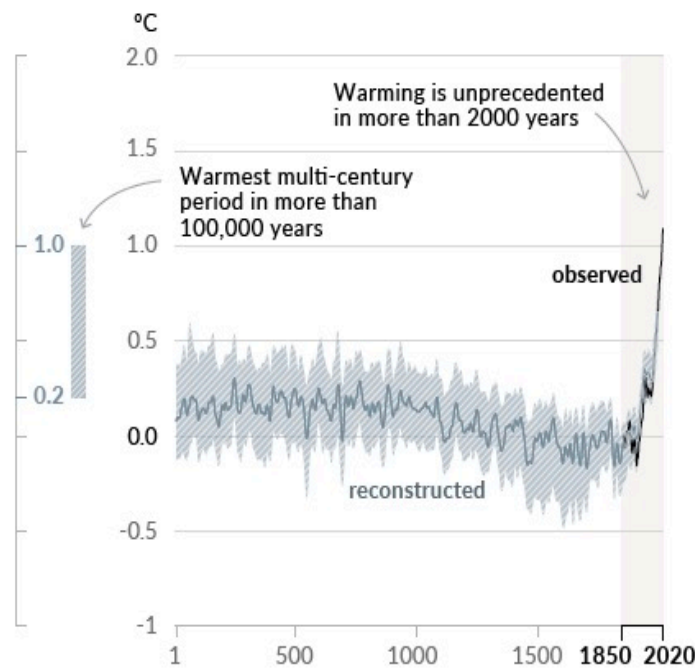 ºC
2.0
Warming is unprecedented
in more than 2000 years
1.5
Warmest multi-century
period in more than
100,000 years
1.0
1.0
observed
0.5
0.2
0.0
reconstructed
-0.5
-1
1
500
1000
1500
1850
2020